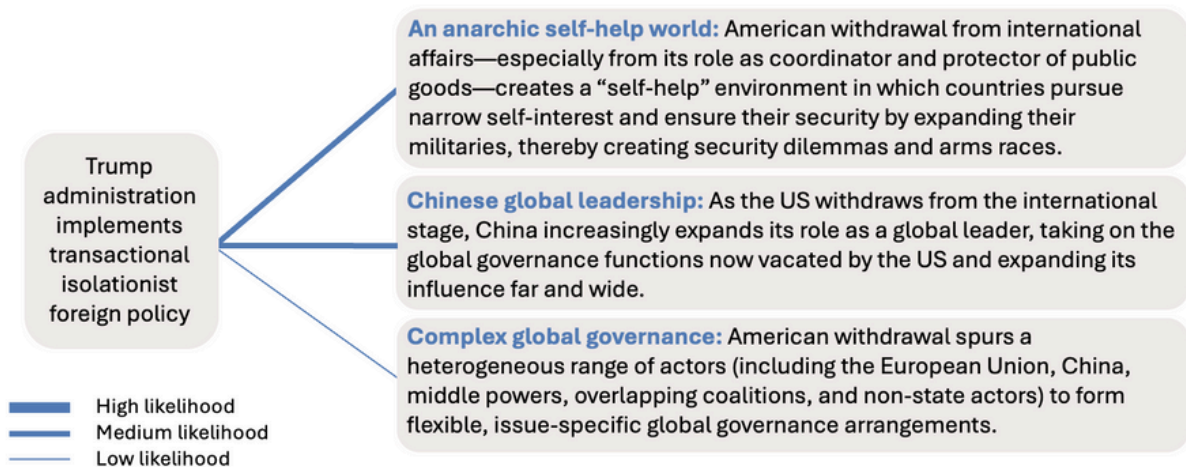 Trump
administration
implements
transactional
isolationist
foreign policy
An anarchic self-help world: American withdrawal from international
affairs—especially from its role as coordinator and protector of public
goods—creates a “self-help” environment in which countries pursue
narrow self-interest and ensure their security by expanding their
militaries, thereby creating security dilemmas and arms races.
Chinese global leadership: As the US withdraws from the international
stage, China increasingly expands its role as a global leader, taking on the
global governance functions now vacated by the US and expanding its
influence far and wide.
Complex global governance: American withdrawal spurs a
heterogeneous range of actors (including the European Union, China,
middle powers, overlapping coalitions, and non-state actors) to form
flexible, issue-specific global governance arrangements.
High likelihood
Medium likelihood
Low likelihood